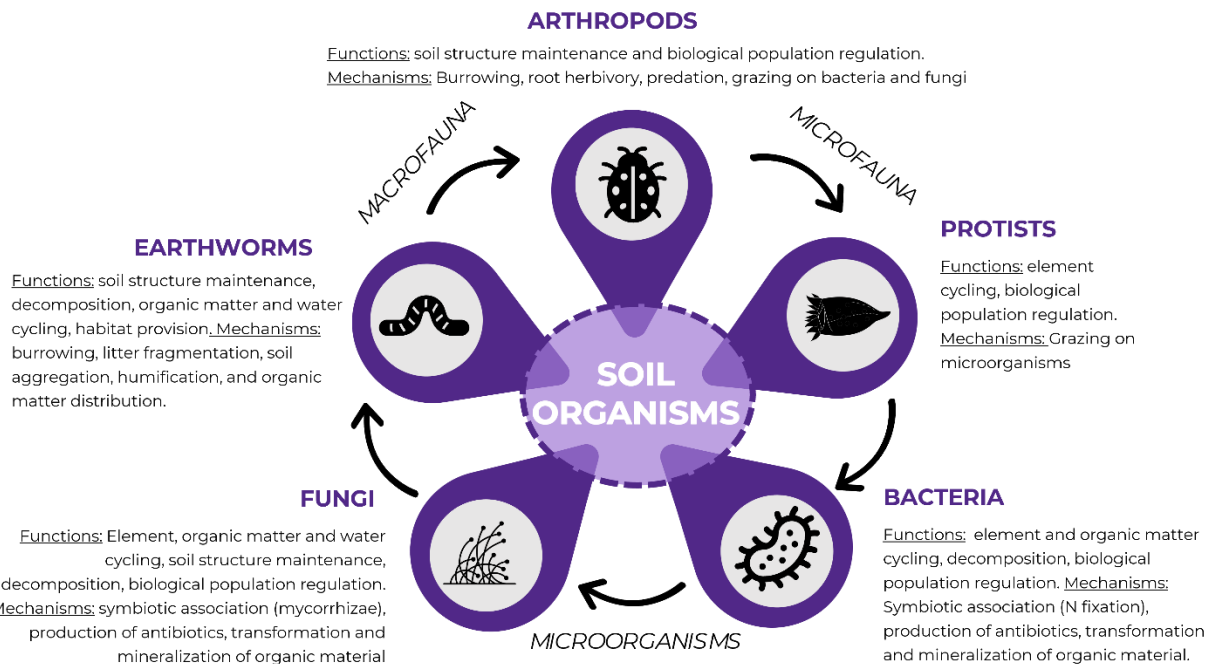 ARTHROPODS
Functions: soil structure maintenance and biological population regulation.
Mechanisms: Burrowing, root herbivory, predation, grazing on bacteria and fungi
MACROFAUNA
MICROFAUNA
EARTHWORMS
Functions: soil structure maintenance,
decomposition, organic matter and water
cycling, habitat provision. Mechanisms:
burrowing, litter fragmentation, soil
aggregation, humification, and organic
matter distribution.
PROTISTS
Functions: element
cycling, biological
population regulation.
Mechanisms: Grazing on
microorganisms
SOIL
ORGANISMS
FUNGI
Functions: Element, organic matter and water
cycling, soil structure maintenance,
decomposition, biological population regulation.
Mechanisms: symbiotic association (mycorrhizae),
production of antibiotics, transformation and
mineralization of organic material
BACTERIA
Functions: element and organic matter
cycling, decomposition, biological
population regulation. Mechanisms:
Symbiotic association (N fixation),
production of antibiotics, transformation
and mineralization of organic material.
MICROORGANISMS